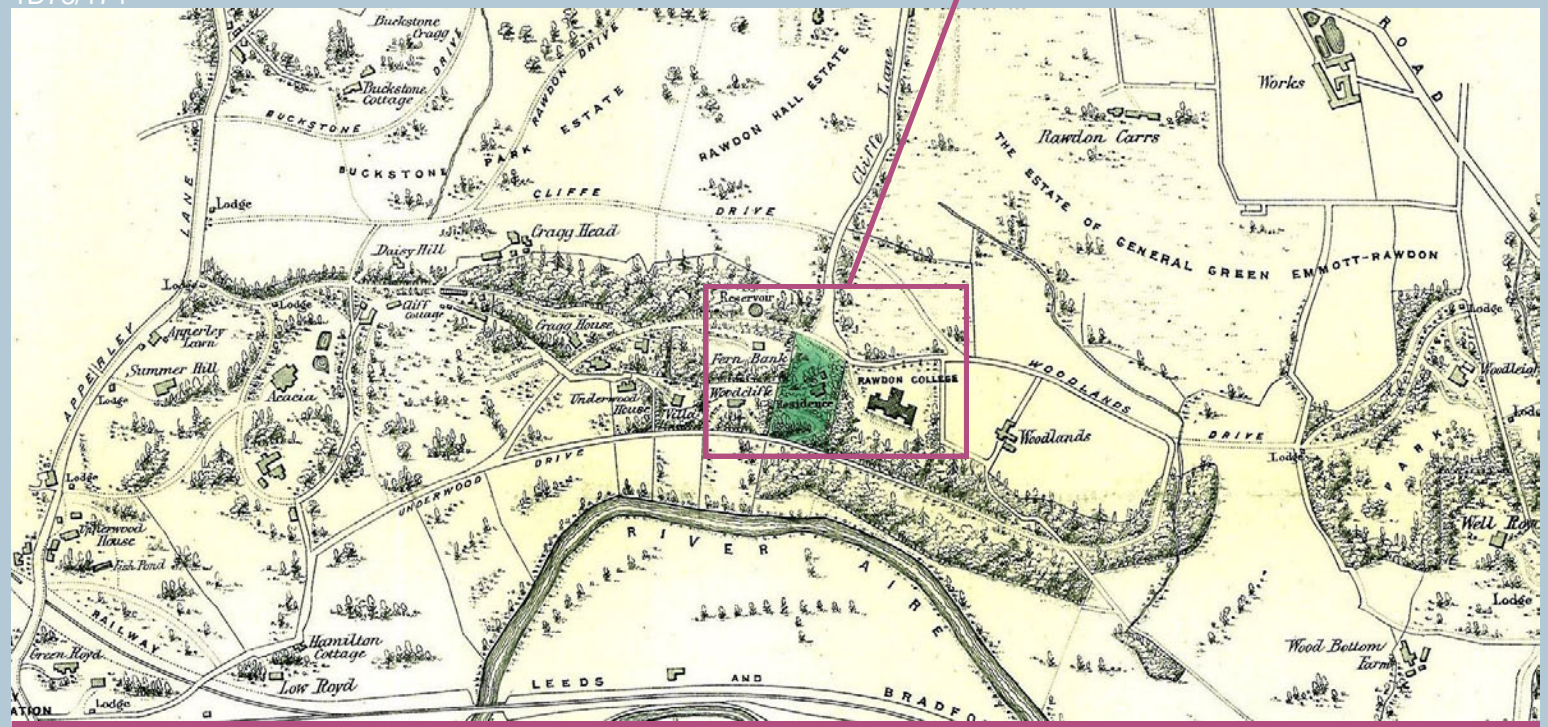 Buckstone
Cragg
DRIVE
Buckstone
Cottage
BUCKSTONE
RAWDON DRIVE
ESTATE
PARK
BUCKSTONE
RAWDON HALL ESTATE
Cliffe Lane
ROAD
Works
Rawdon Carrs
THE ESTATE OF GENERAL GREEN EMMOTT-RAWDON
APPERLEY LANE
Lodge
CLIFFE DRIVE
Cragg Head
Daisy Hill
Lodge
Lodge
Cliff
Cottage
Reservoir
Cragg House
Apperley
Lawn
Summer Hill
Lodge
Acacia
Fern Bank
Woodcliffe
Residence
RAWDON COLLEGE
Underwood
House
Villa
WOODLANDS DRIVE
Woodlands
Lodge
Lodge
Woodleigh
PARK
Lodge
UNDERWOOD DRIVE
Underwood
House
Fish Pond
RAILWAY
Hamilton
Cottage
Green Royd
Low Royd
Lodge
RIVER AIRE
Well Roy
Lodge
Wood Bottom
Farm
LEEDS AND BRADFO
ATION